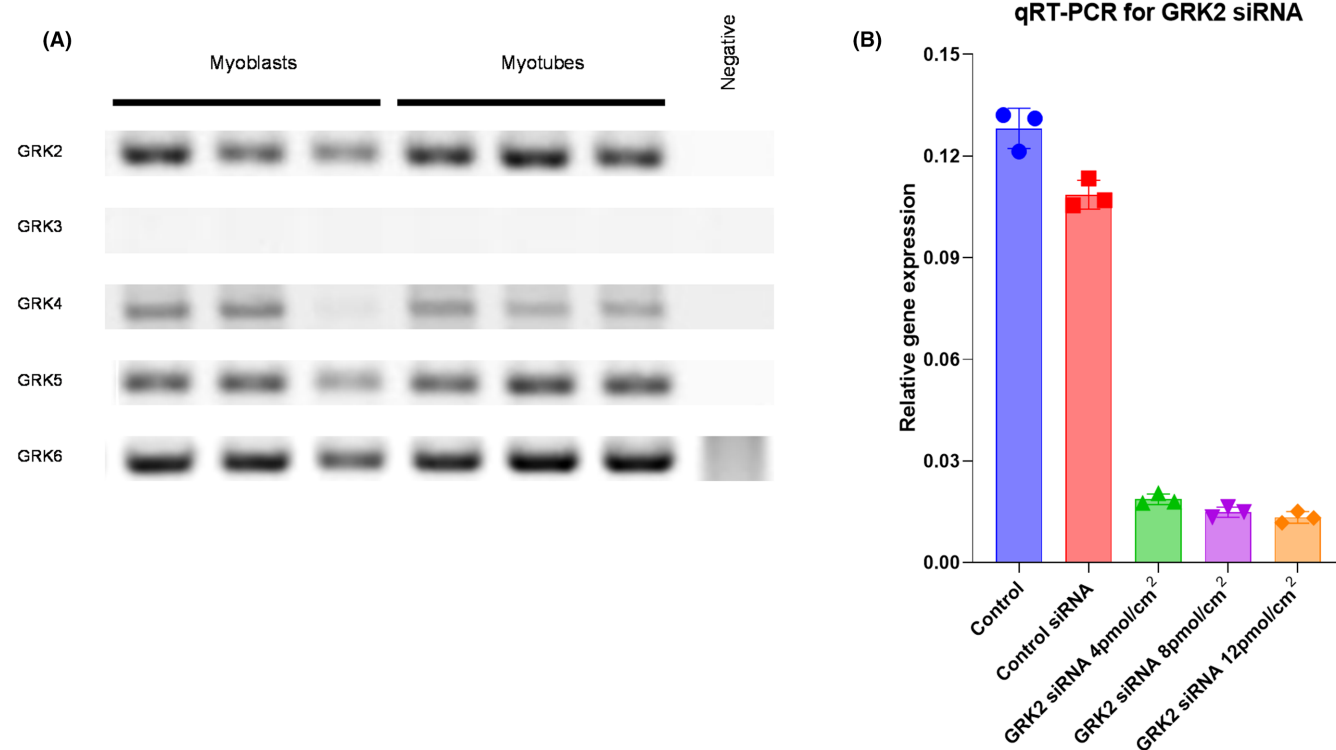 (A)
Myoblasts
Myotubes
Negative
GRK2
GRK3
GRK4
GRK5
GRK6
(B)
qRT-PCR for GRK2 siRNA
Relative gene expression
0.15
0.12
0.09
0.06
0.03
0.00
Control
Control siRNA
GRK2 siRNA 4pmol/cm²
GRK2 siRNA 8pmol/cm²
GRK2 siRNA 12pmol/cm²